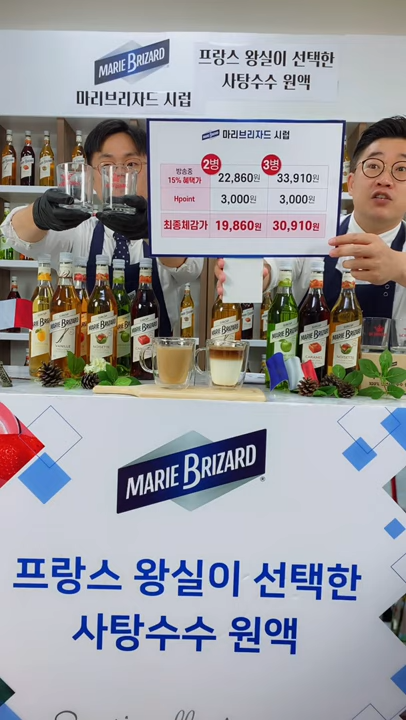 MARIE BRIZARD
마리브리자드 시럽
프랑스 왕실이 선택한
사탕수수 원액
MARIE BRIZARD 마리브리자드 시럽
2병 3병
방송중
15% 혜택가 22,860원 33,910원
Hpoint 3,000원 3,000원
최종체감가 19,860원 30,910원
MARIE BRIZARD
프랑스 왕실이 선택한
사탕수수 원액